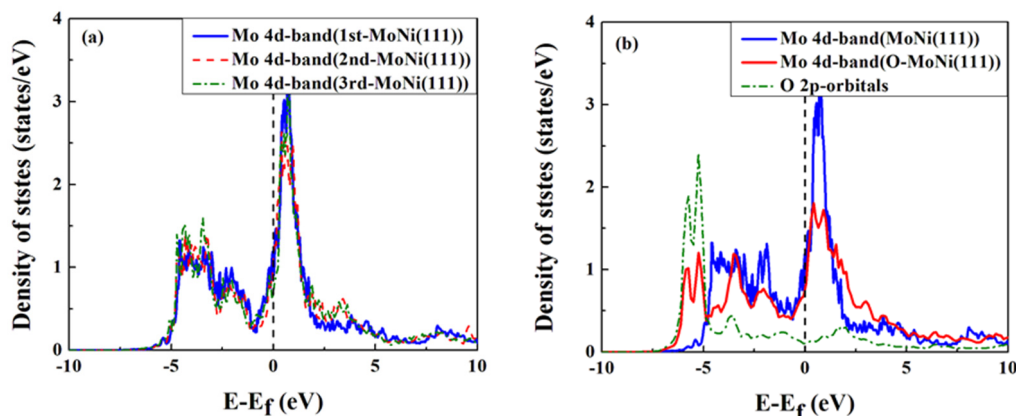 (a)
Mo 4d-band(1st-MoNi(111))
Mo 4d-band(2nd-MoNi(111))
Mo 4d-band(3rd-MoNi(111))
Density of ststes (states/eV)
4
3
2
1
0
-10
-5
0
5
10
E-Ef (eV)
(b)
Mo 4d-band(MoNi(111))
Mo 4d-band(O-MoNi(111))
O 2p-orbitals
Density of ststes (states/eV)
4
3
2
1
0
-10
-5
0
5
10
E-Ef (eV)